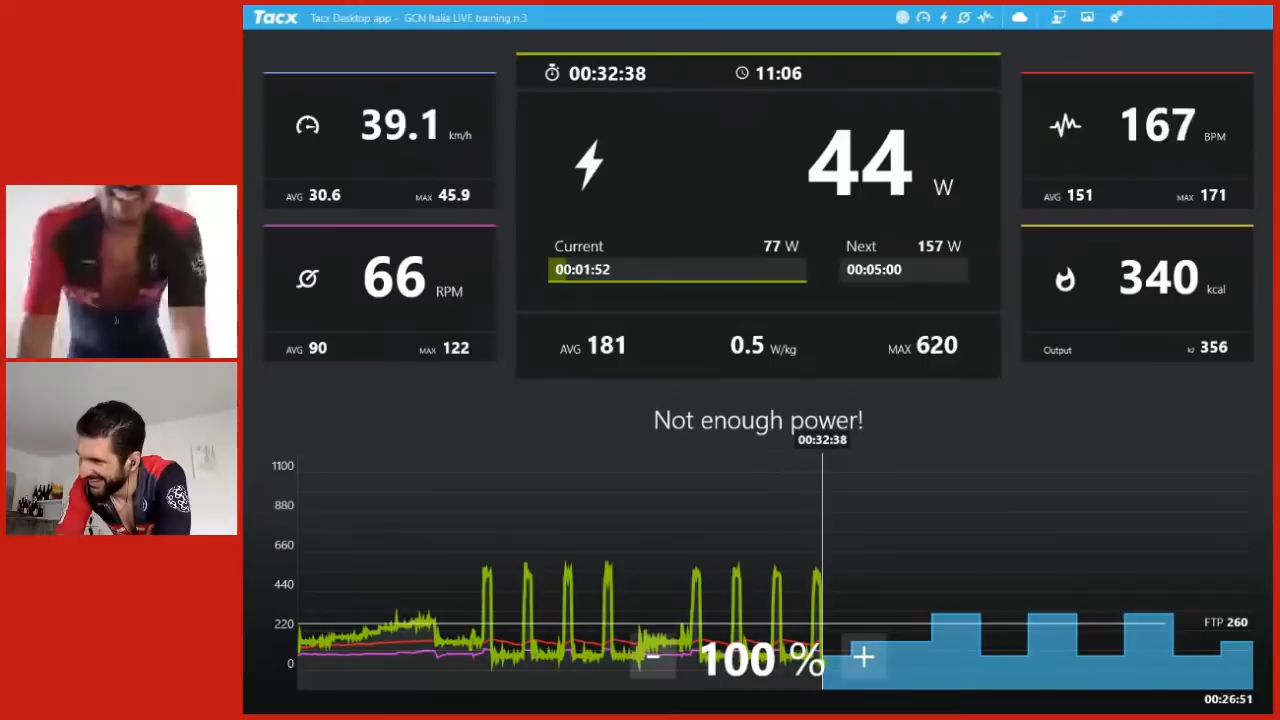 Tacx Tacx Desktop app - GCN Italia LIVE training n.3
00:32:38 11:06
39.1 km/h
AVG 30.6 MAX 45.9
44 W
167 BPM
AVG 151 MAX 171
66 RPM
AVG 90 MAX 122
Current 77 W Next 157 W
00:01:52 00:05:00
340 kcal
Output kJ 356
AVG 181 0.5 W/kg MAX 620
Not enough power!
00:32:38
1100
880
660
440
220
0
FTP 260
- 100 % +
00:26:51